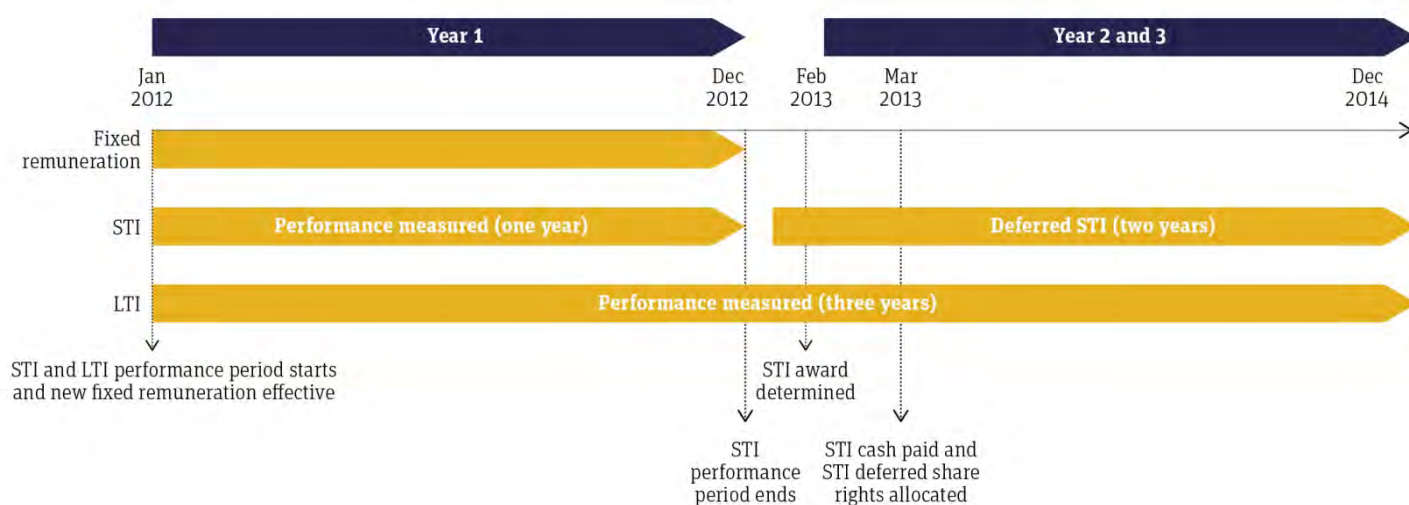 Year 1
Year 2 and 3
Jan
2012
Dec
2012
Feb
2013
Mar
2013
Dec
2014
Fixed
remuneration
STI
Performance measured (one year)
Deferred STI (two years)
LTI
Performance measured (three years)
STI and LTI performance period starts
and new fixed remuneration effective
STI award
determined
STI
performance
period ends
STI cash paid and
STI deferred share
rights allocated